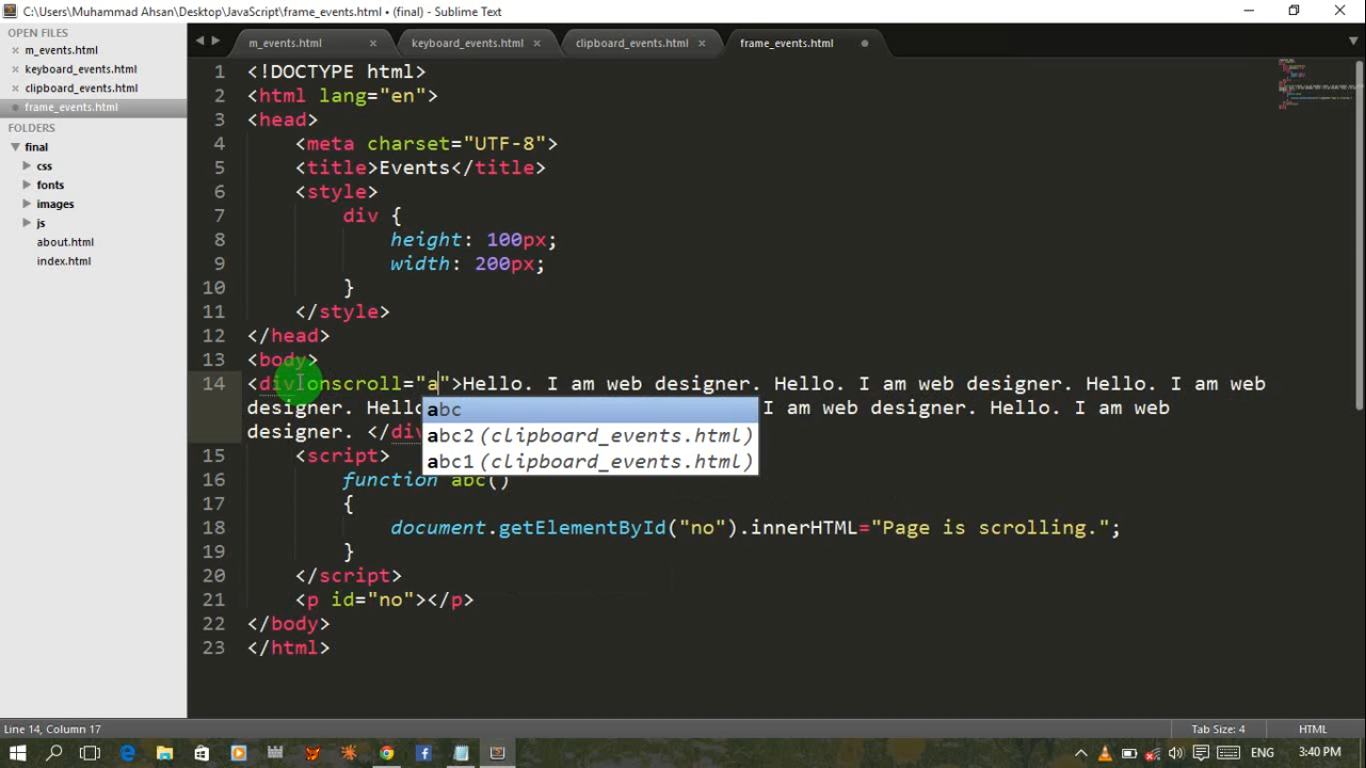 C:\Users\Muhammad Ahsan\Desktop\JavaScript\frame_events.html • (final) - Sublime Text
OPEN FILES
m_events.html
keyboard_events.html
clipboard_events.html
frame_events.html
FOLDERS
final
css
fonts
images
js
about.html
index.html
m_events.html
keyboard_events.html
clipboard_events.html
frame_events.html
1 <!DOCTYPE html>
2 <html lang="en">
3 <head>
4 <meta charset="UTF-8">
5 <title>Events</title>
6 <style>
7 div {
8 height: 100px;
9 width: 200px;
10 }
11 </style>
12 </head>
13 <body>
14 <div onscroll="a">Hello. I am web designer. Hello. I am web designer. Hello. I am web
designer. Hello I am web designer. Hello. I am web
designer. </div
abc
abc2 (clipboard_events.html)
abc1 (clipboard_events.html)
15 <script>
16 function abc()
17 {
18 document.getElementById("no").innerHTML="Page is scrolling.";
19 }
20 </script>
21 <p id="no"></p>
22 </body>
23 </html>
Line 14, Column 17
Tab Size: 4
HTML
ENG
3:40 PM